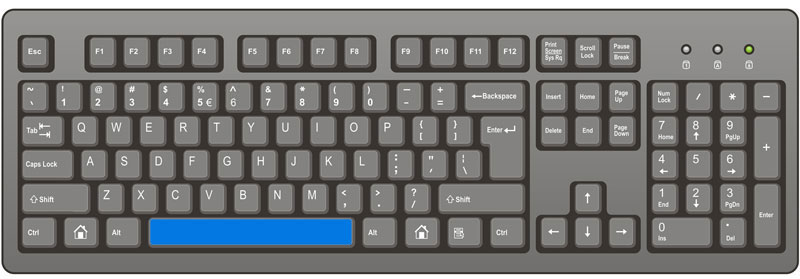 Esc F1 F2 F3 F4 F5 F6 F7 F8 F9 F10 F11 F12 Print Screen Sys Rq Scroll Lock Pause Break
~ ` ! 1 @ 2 # 3 $ 4 % 5 € ^ 6 & 7 * 8 ( 9 ) 0 _ - + = ←Backspace Insert Home Page Up Num Lock / * −
Tab Q W E R T Y U I O P { [ } ] Enter Delete End Page Down 7 Home 8 ↑ 9 PgUp +
Caps Lock A S D F G H J K L : ; " ' | \ 4 ← 5 6 →
⇧ Shift Z X C V B N M < , > . ? / ⇧ Shift ↑ 1 End 2 ↓ 3 PgDn Enter
Ctrl Alt Alt Ctrl ← ↓ → 0 Ins . Del